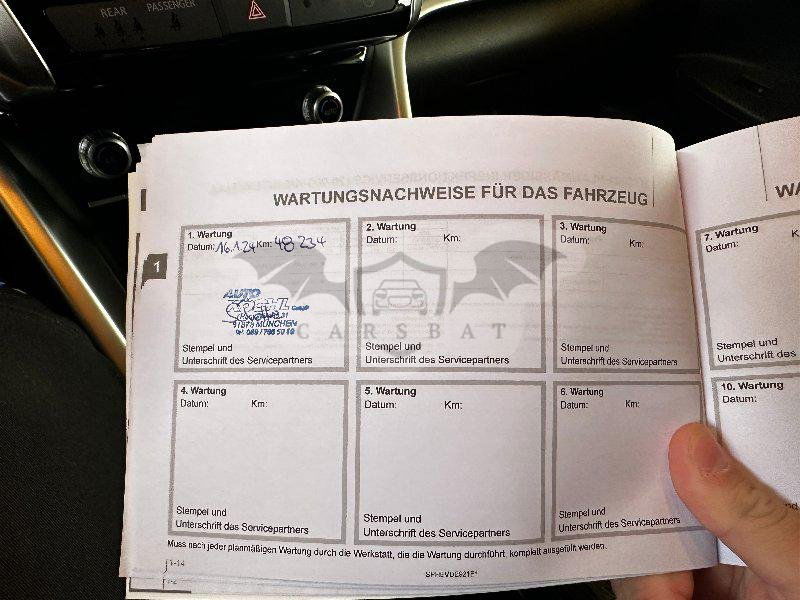 REAR
PASSENGER
WARTUNGSNACHWEISE FÜR DAS FAHRZEUG
WA
1
1. Wartung
Datum: 16.1.24 Km: 48 234
AUTO
MÜNCHEN
Stempel und
Unterschrift des Servicepartners
2. Wartung
Datum: Km:
Stempel und
Unterschrift des Servicepartners
3. Wartung
Datum: Km:
Stempel und
Unterschrift des Servicepartners
7. Wartung
Datum: K
Stempel und
Unterschrift des
CARSBAT
4. Wartung
Datum: Km:
Stempel und
Unterschrift des Servicepartners
5. Wartung
Datum: Km:
Stempel und
Unterschrift des Servicepartners
6. Wartung
Datum: Km:
Stempel und
Unterschrift des Servicepartners
10. Wartung
Datum:
Muss nach jeder planmäßigen Wartung durch die Werkstatt, die die Wartung durchführt, komplett ausgefüllt werden.
1-14